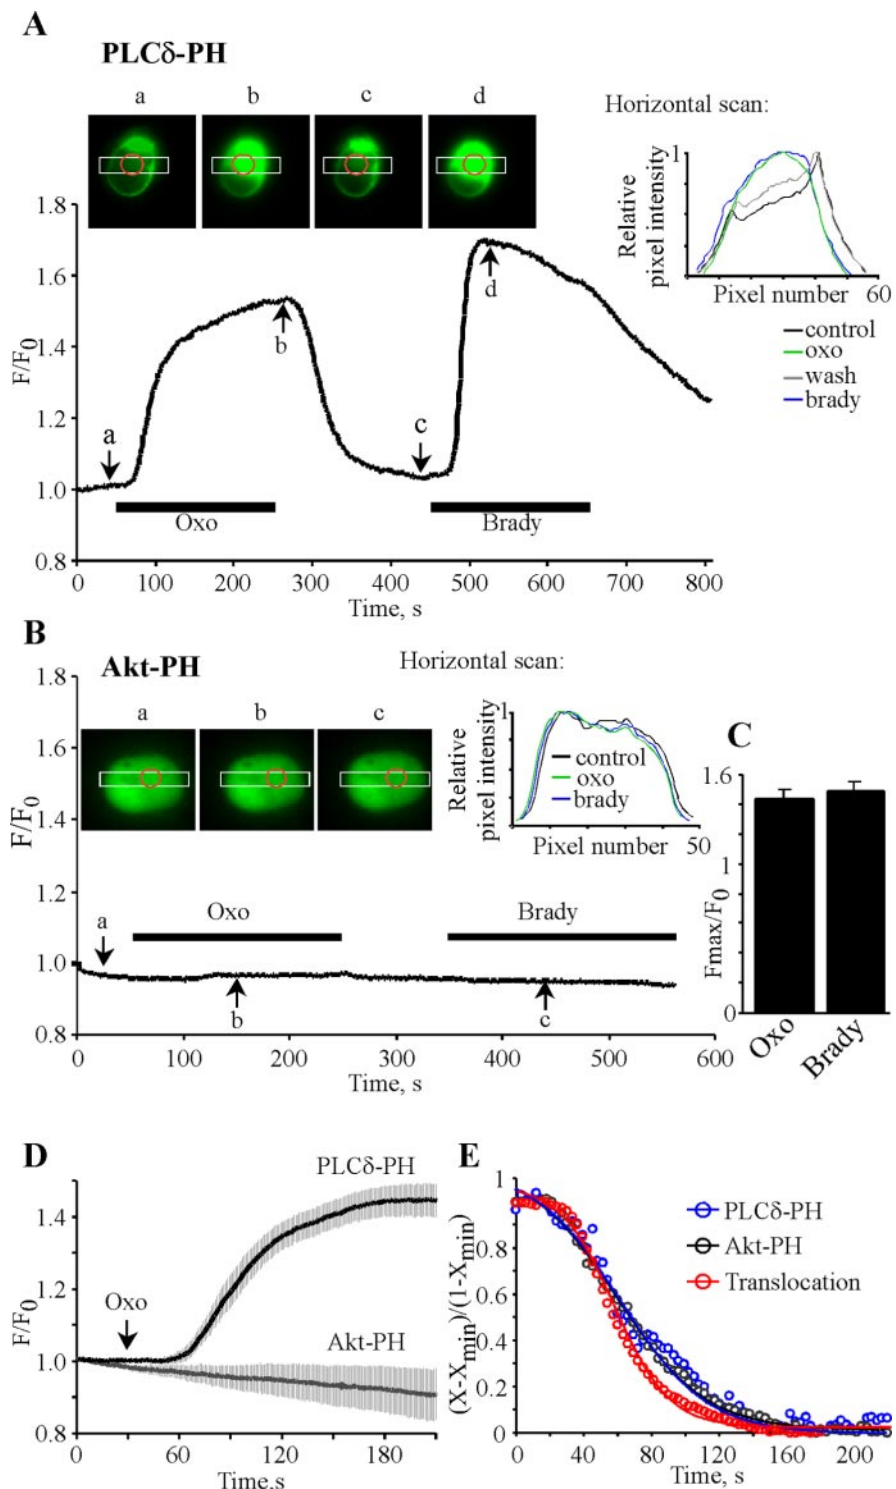 A
PLCδ-PH
a b c d
Horizontal scan:
Relative
pixel intensity
1
Pixel number 60
control
oxo
wash
brady
F/F0
1.8
1.6
1.4
1.2
1.0
0.8
a
b
c
d
Oxo
Brady
0 100 200 300 400 500 600 700 800
Time, s
B
Akt-PH
Horizontal scan:
a b c
Relative
pixel intensity
1
control
oxo
brady
Pixel number 50
F/F0
1.8
1.6
1.4
1.2
1.0
0.8
a
Oxo
Brady
b
c
0 100 200 300 400 500 600
Time, s
C
Fmax/F0
1.6
1
0
Oxo
Brady
D
PLCδ-PH
F/F0
1.4
1.2
1.0
0.8
Oxo
Akt-PH
0 60 120 180
Time,s
E
(X-Xmin)/(1-Xmin)
1
0.8
0.6
0.4
0.2
0
PLCδ-PH
Akt-PH
Translocation
0 40 80 120 160 200
Time, s